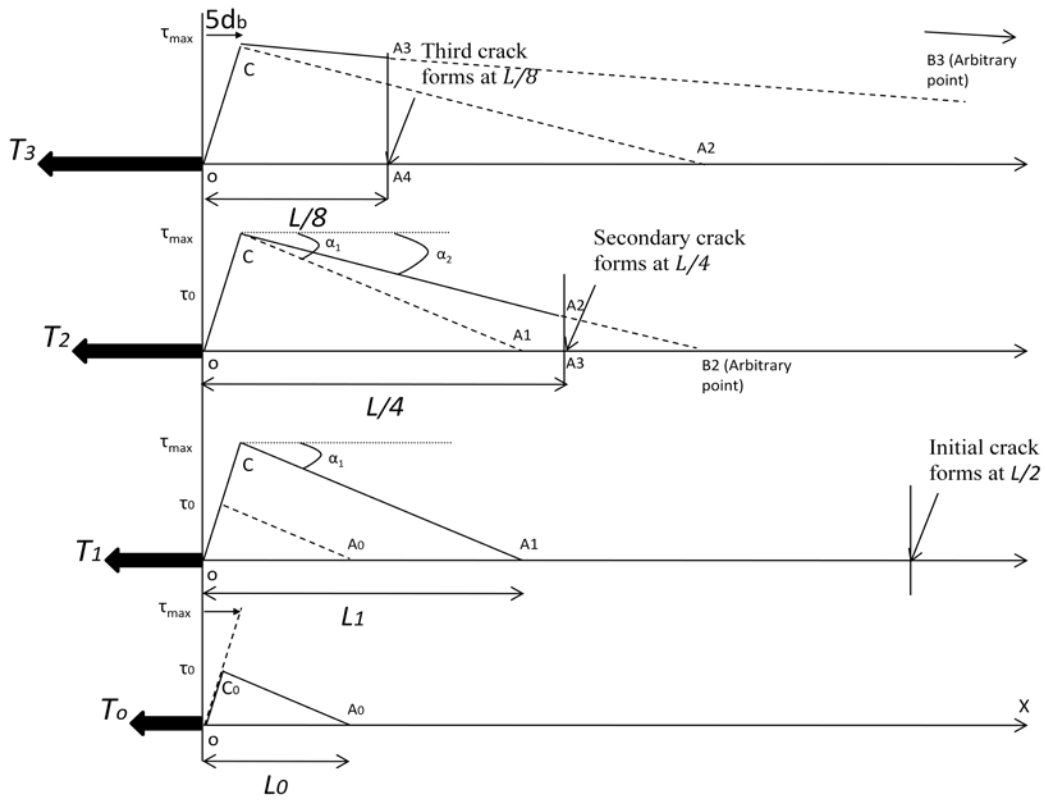 5db
τmax
C
A3
Third crack
forms at L/8
B3 (Arbitrary
point)
A2
T3
o
A4
L/8
τmax
C
α1
α2
Secondary crack
forms at L/4
τ0
A2
T2
A1
A3
o
B2 (Arbitrary
point)
L/4
τmax
C
α1
Initial crack
forms at L/2
τ0
A0
A1
T1
o
L1
τmax
τ0
C0
A0
To
X
o
L0